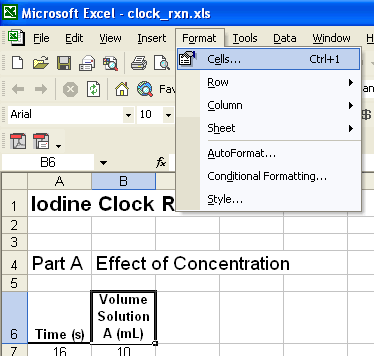 Microsoft Excel - clock_rxn.xls
File Edit View Insert Format Tools Data Window H
Favorites
an
Arial 10
Cells... Ctrl+1
Row
Column
Sheet
AutoFormat...
Conditional Formatting...
Style...
B6
A B
1 Iodine Clock R
2
3
4 Part A Effect of Concentration
5
Volume
Solution
6 Time (s) A (mL)
7 16 10